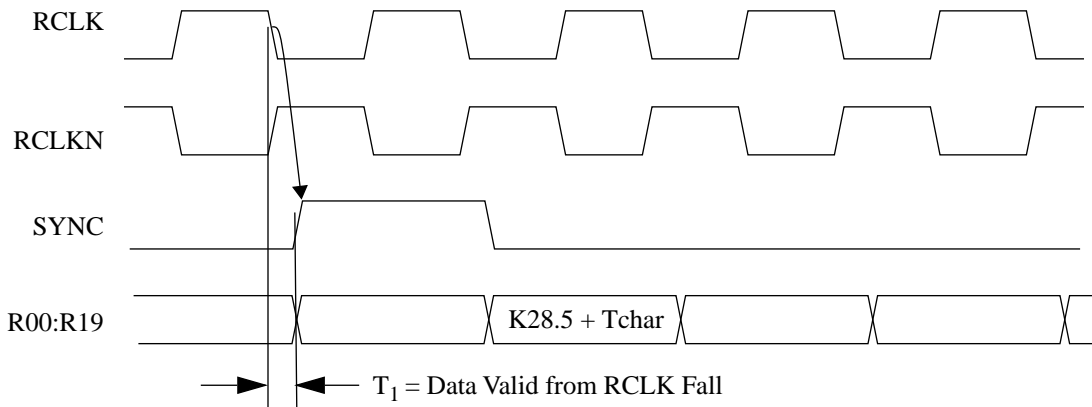 RCLK
RCLKN
SYNC
R00:R19
K28.5 + Tchar
T1 = Data Valid from RCLK Fall